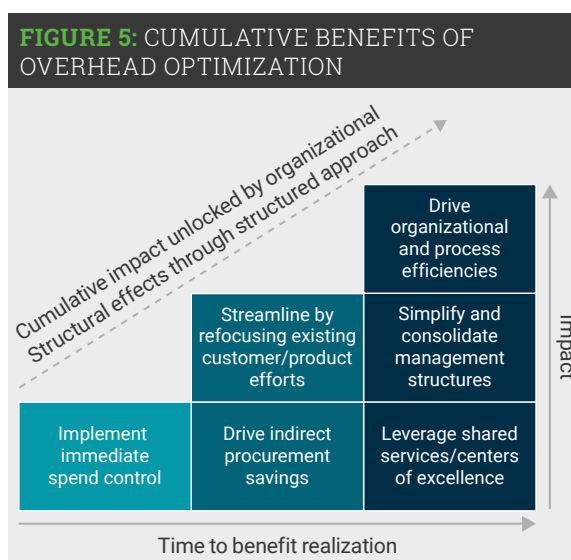 FIGURE 5: CUMULATIVE BENEFITS OF
OVERHEAD OPTIMIZATION
Cumulative impact unlocked by organizational
Structural effects through structured approach
Drive
organizational
and process
efficiencies
Streamline by
refocusing existing
customer/product
efforts
Simplify and
consolidate
management
structures
Implement
immediate
spend control
Drive indirect
procurement
savings
Leverage shared
services/centers
of excellence
Impact
Time to benefit realization